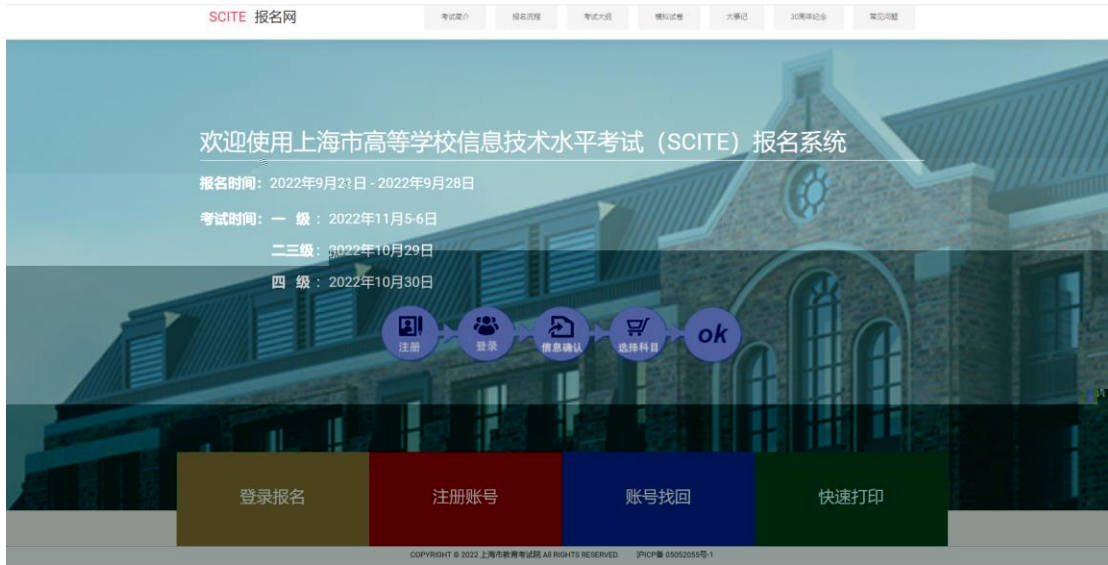 SCITE 报名网
考试简介 报名流程 考试大纲 模拟试卷 大事记 30周年纪念 常见问题
欢迎使用上海市高等学校信息技术水平考试（SCITE）报名系统
报名时间：2022年9月21日 - 2022年9月28日
考试时间：一 级 ：2022年11月5-6日
二三级：2022年10月29日
四 级 ：2022年10月30日
注册 登录 信息确认 选择科目 ok
登录报名 注册账号 账号找回 快速打印
COPYRIGHT © 2022 上海市教育考试院 All RIGHTS RESERVED. 沪ICP备 05052055号-1